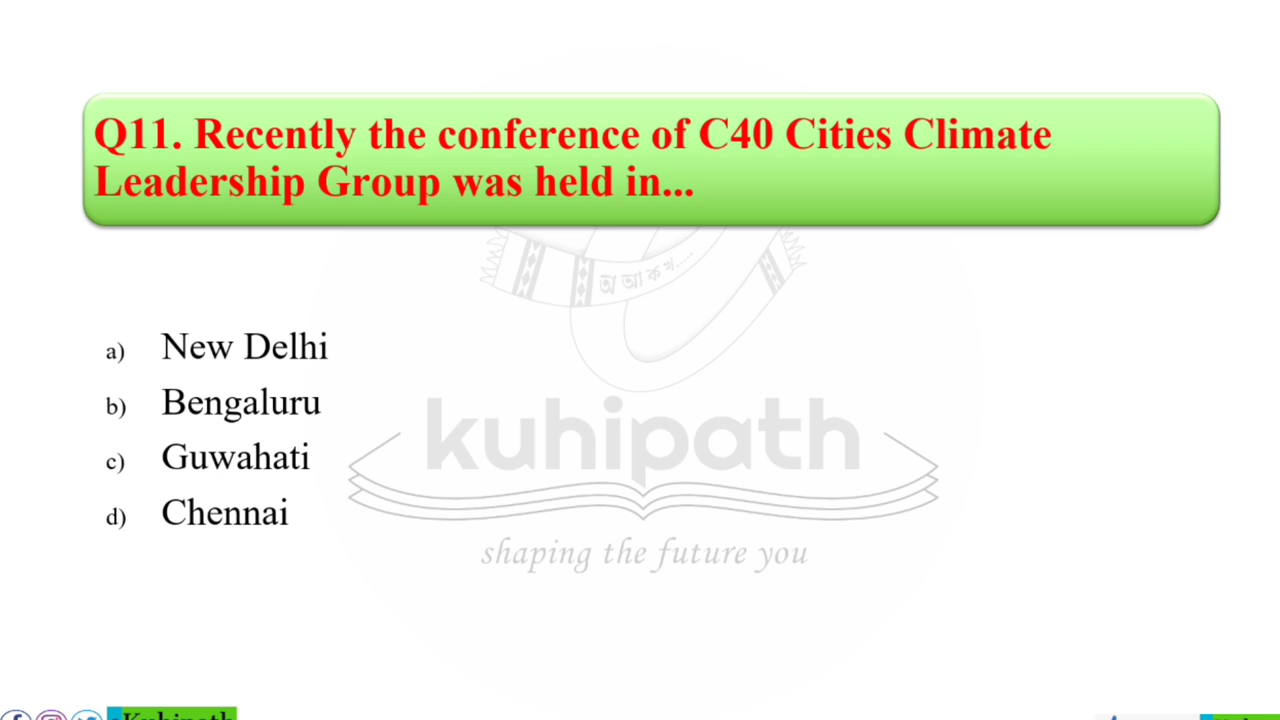 Q11. Recently the conference of C40 Cities Climate
Leadership Group was held in...
অ আ ক খ.....
a) New Delhi
b) Bengaluru
c) Guwahati
d) Chennai
kuhipath
shaping the future you